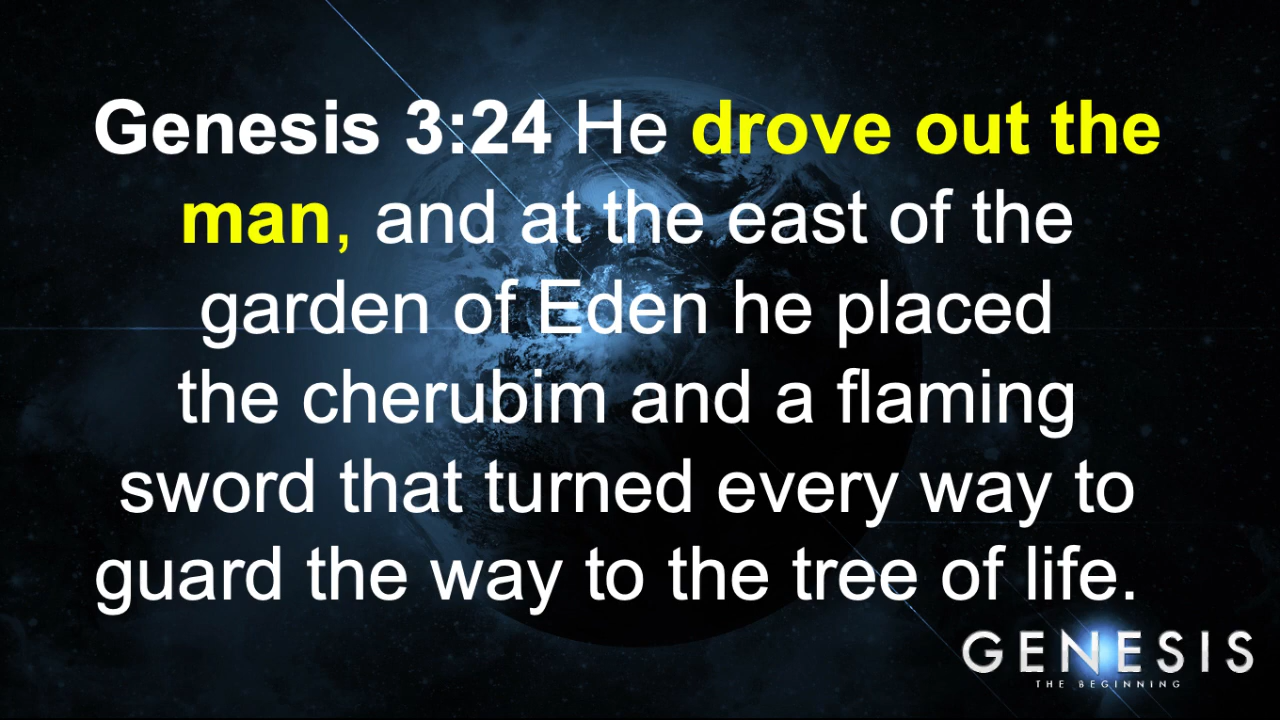 Genesis 3:24 He drove out the
man, and at the east of the
garden of Eden he placed
the cherubim and a flaming
sword that turned every way to
guard the way to the tree of life.
GENESIS
THE BEGINNING